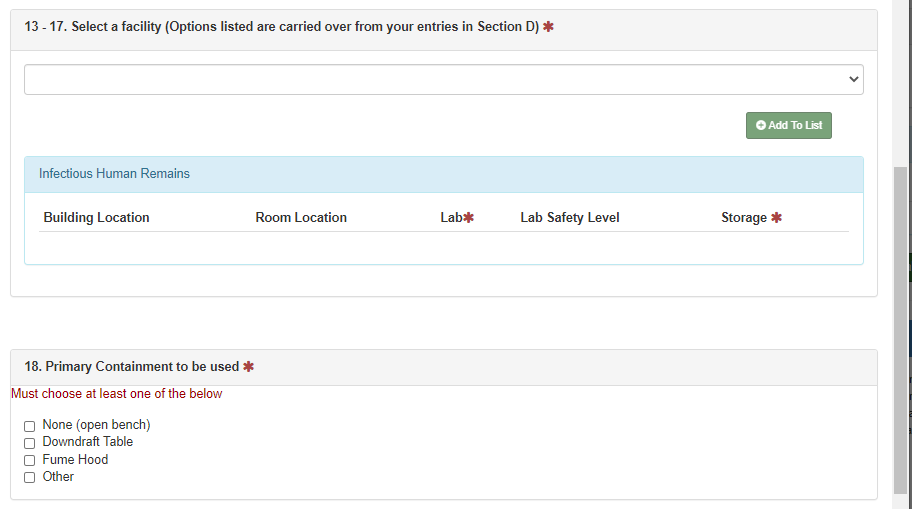 13 - 17. Select a facility (Options listed are carried over from your entries in Section D) ✱
Add To List
Infectious Human Remains
Building Location Room Location Lab✱ Lab Safety Level Storage ✱
18. Primary Containment to be used ✱
Must choose at least one of the below
None (open bench)
Downdraft Table
Fume Hood
Other